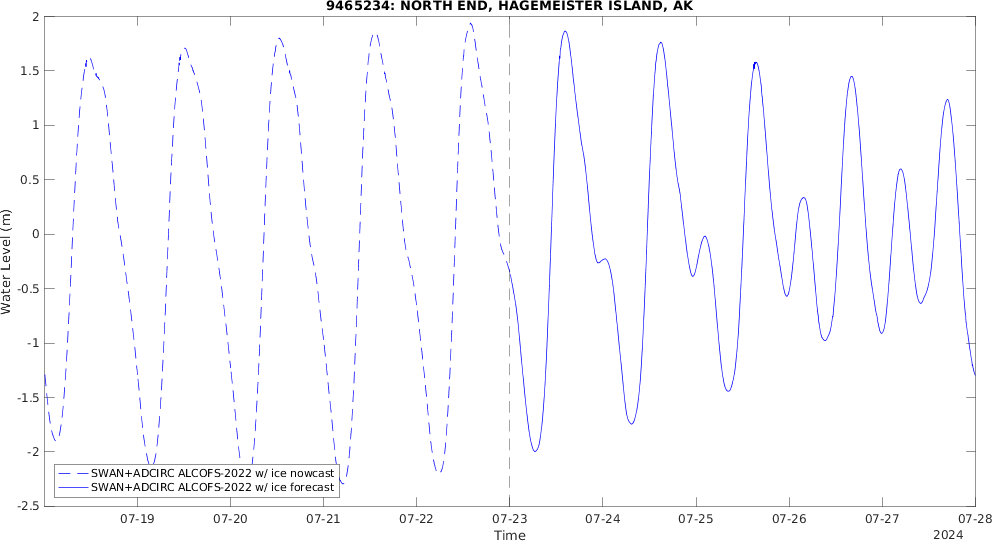 9465234: NORTH END, HAGEMEISTER ISLAND, AK
2
1.5
1
0.5
0
-0.5
-1
-1.5
-2
-2.5
Water Level (m)
SWAN+ADCIRC ALCOFS-2022 w/ ice nowcast
SWAN+ADCIRC ALCOFS-2022 w/ ice forecast
07-19 07-20 07-21 07-22 07-23 07-24 07-25 07-26 07-27 07-28
Time
2024